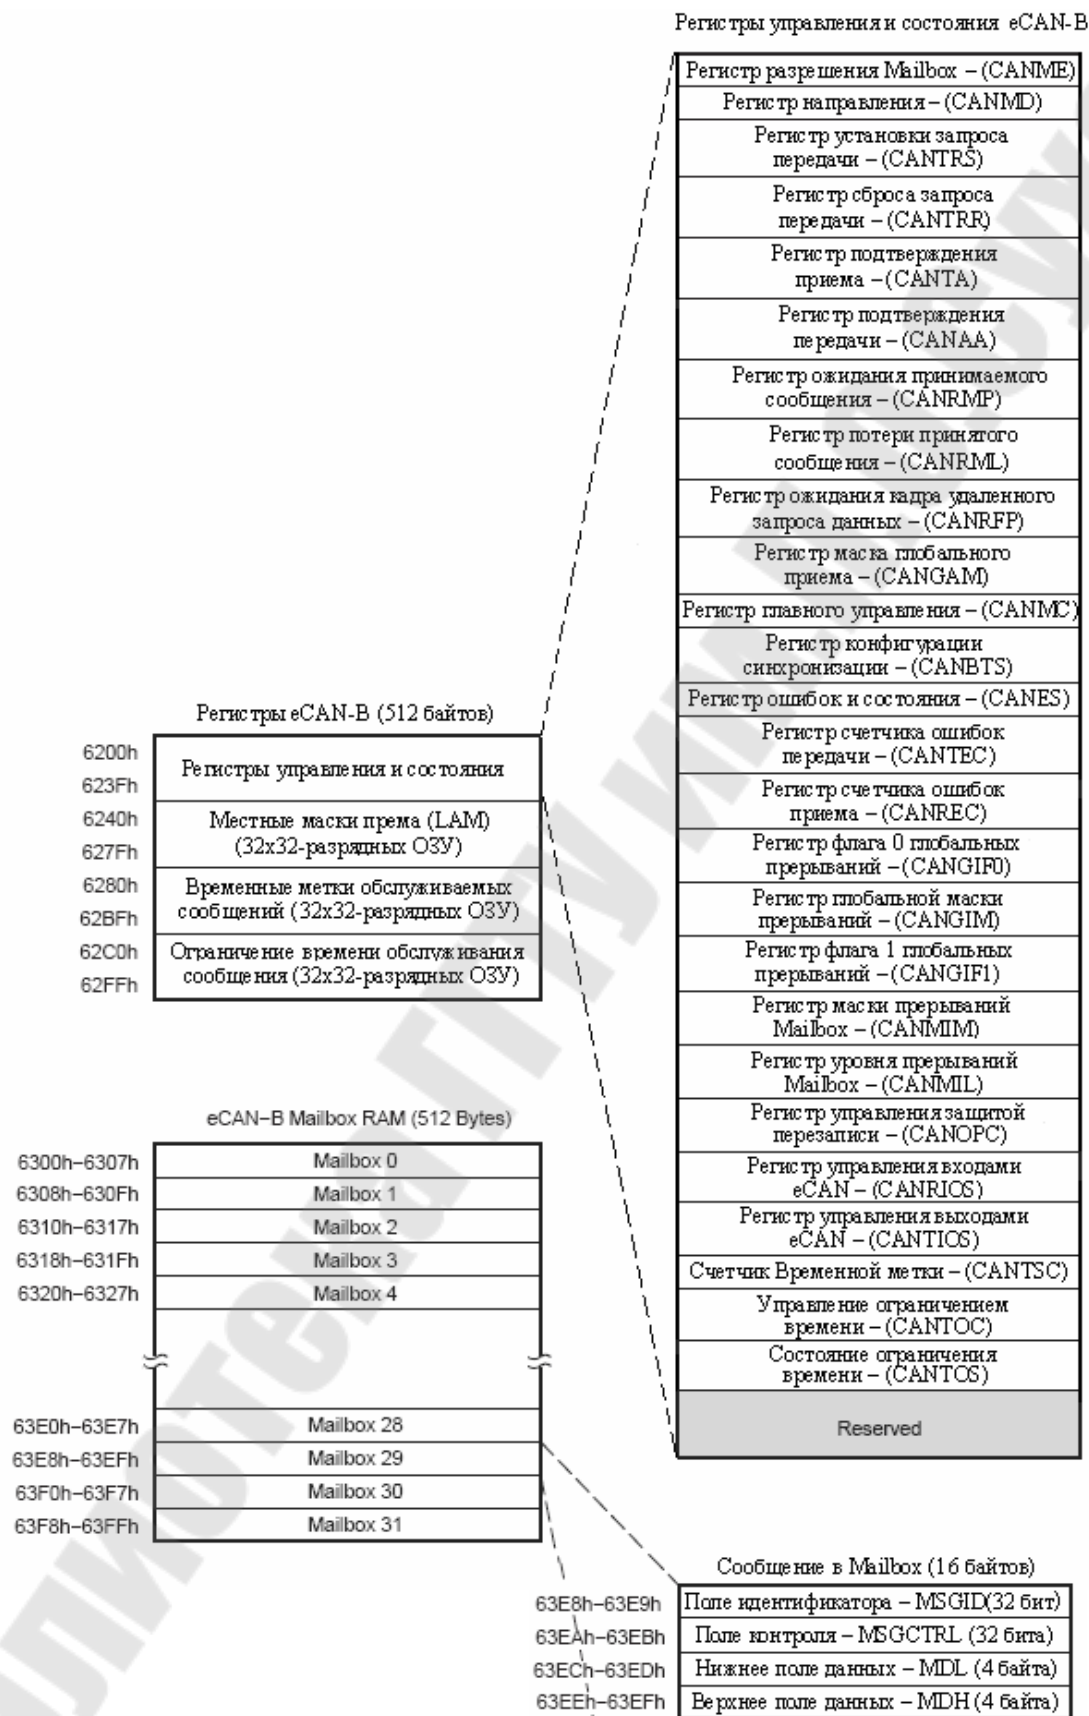 Регистры управления и состояния eCAN-B
Регистр разрешения Mailbox – (CANME)
Регистр направления – (CANMD)
Регистр установки запроса
передачи – (CANTRS)
Регистр сброса запроса
передачи – (CANTRR)
Регистр подтверждения
приема – (CANTA)
Регистр подтверждения
передачи – (CANAA)
Регистр ожидания принимаемого
сообщения – (CANRMP)
Регистр потери принятого
сообщения – (CANRML)
Регистр ожидания кадра удаленного
запроса данных – (CANRFP)
Регистр маска глобального
приема – (CANGAM)
Регистр главного управления – (CANMC)
Регистр конфигурации
синхронизации – (CANBTS)
Регистр ошибок и состояния – (CANES)
Регистр счетчика ошибок
передачи – (CANTEC)
Регистр счетчика ошибок
приема – (CANREC)
Регистр флага 0 глобальных
прерываний – (CANGIF0)
Регистр глобальной маски
прерываний – (CANGIM)
Регистр флага 1 глобальных
прерываний – (CANGIF1)
Регистр маски прерываний
Mailbox – (CANMIM)
Регистр уровня прерываний
Mailbox – (CANMIL)
Регистр управления защитой
перезаписи – (CANOPC)
Регистр управления входами
eCAN – (CANRIOS)
Регистр управления выходами
eCAN – (CANTIOS)
Счетчик Временной метки – (CANTSC)
Управление ограничением
времени – (CANTOC)
Состояние ограничения
времени – (CANTOS)
Reserved
Регистры eCAN-B (512 байтов)
6200h
623Fh
Регистры управления и состояния
6240h
627Fh
Местные маски према (LAM)
(32x32-разрядных ОЗУ)
6280h
62BFh
Временные метки обслуживаемых
сообщений (32x32-разрядных ОЗУ)
62C0h
62FFh
Ограничение времени обслуживания
сообщения (32x32-разрядных ОЗУ)
eCAN–B Mailbox RAM (512 Bytes)
6300h–6307h Mailbox 0
6308h–630Fh Mailbox 1
6310h–6317h Mailbox 2
6318h–631Fh Mailbox 3
6320h–6327h Mailbox 4
63E0h–63E7h Mailbox 28
63E8h–63EFh Mailbox 29
63F0h–63F7h Mailbox 30
63F8h–63FFh Mailbox 31
Сообщение в Mailbox (16 байтов)
63E8h–63E9h Поле идентификатора – MSGID(32 бит)
63EAh–63EBh Поле контроля – MSGCTRL (32 бита)
63ECh–63EDh Нижнее поле данных – MDL (4 байта)
63EEh–63EFh Верхнее поле данных – MDH (4 байта)